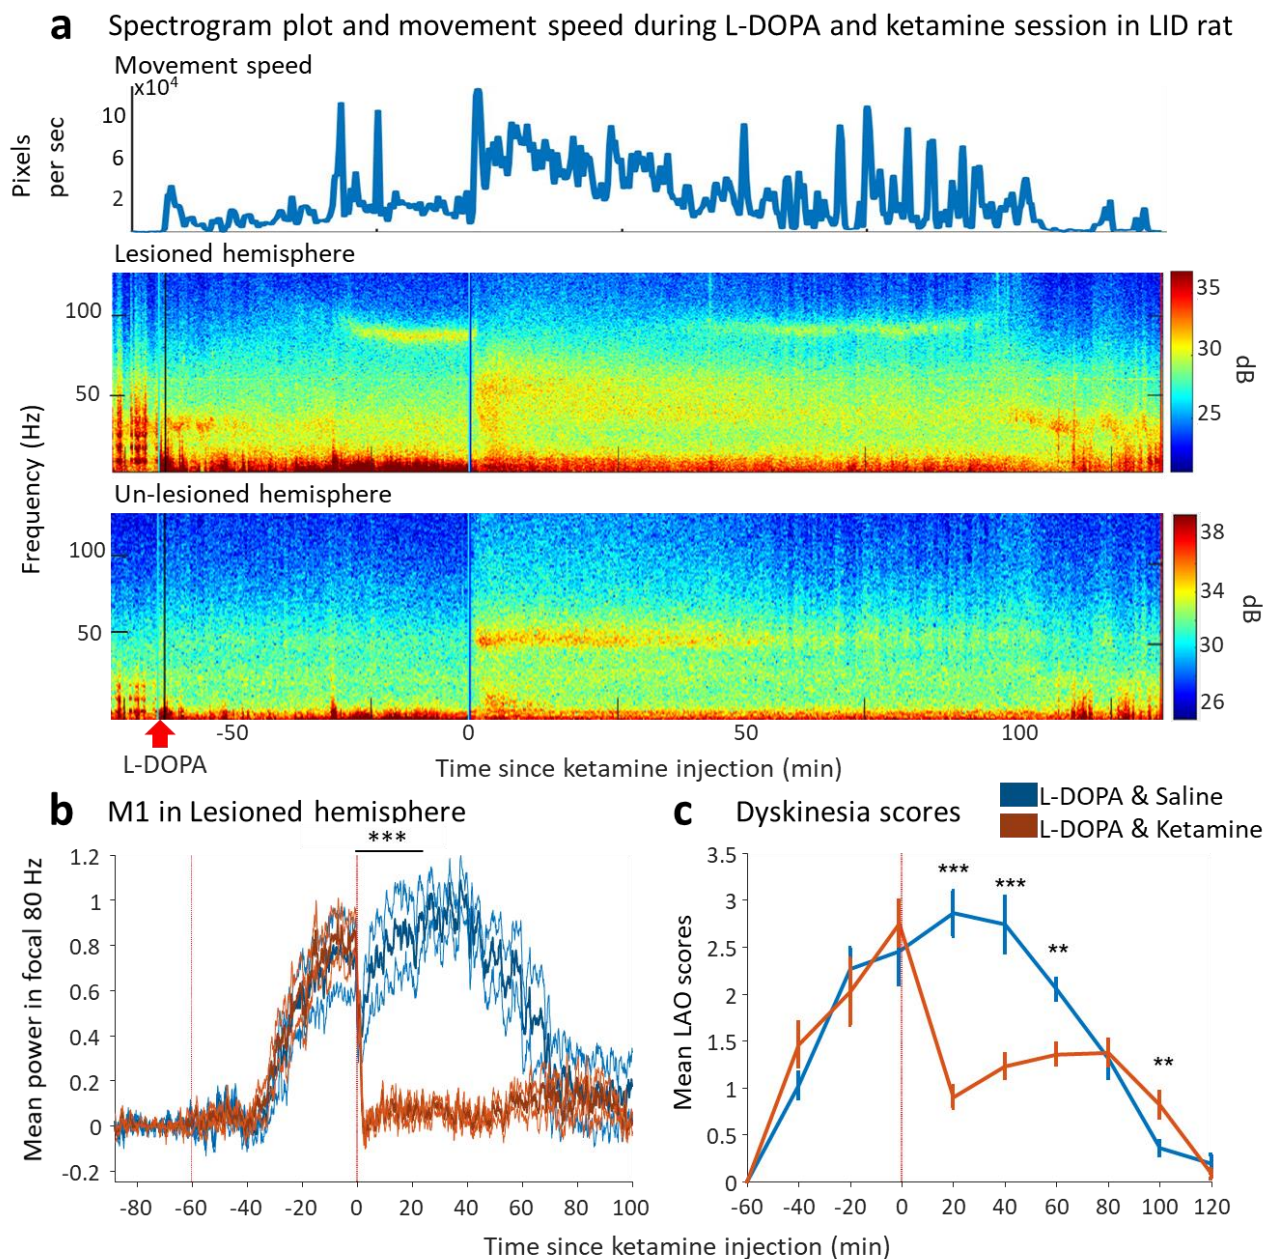 a Spectrogram plot and movement speed during L-DOPA and ketamine session in LID rat
Movement speed
x10⁴
Pixels
per sec
10
6
2
Lesioned hemisphere
Frequency (Hz)
100
50
35
30
25
dB
Un-lesioned hemisphere
100
50
38
34
30
26
dB
-50 0 50 100
L-DOPA
Time since ketamine injection (min)
L-DOPA & Saline
L-DOPA & Ketamine
b M1 in Lesioned hemisphere
***
Mean power in focal 80 Hz
1.2
1
0.8
0.6
0.4
0.2
0
-0.2
-80 -60 -40 -20 0 20 40 60 80 100
c Dyskinesia scores
Mean LAO scores
3.5
3
2.5
2
1.5
1
0.5
0
***
***
**
**
-60 -40 -20 0 20 40 60 80 100 120
Time since ketamine injection (min)